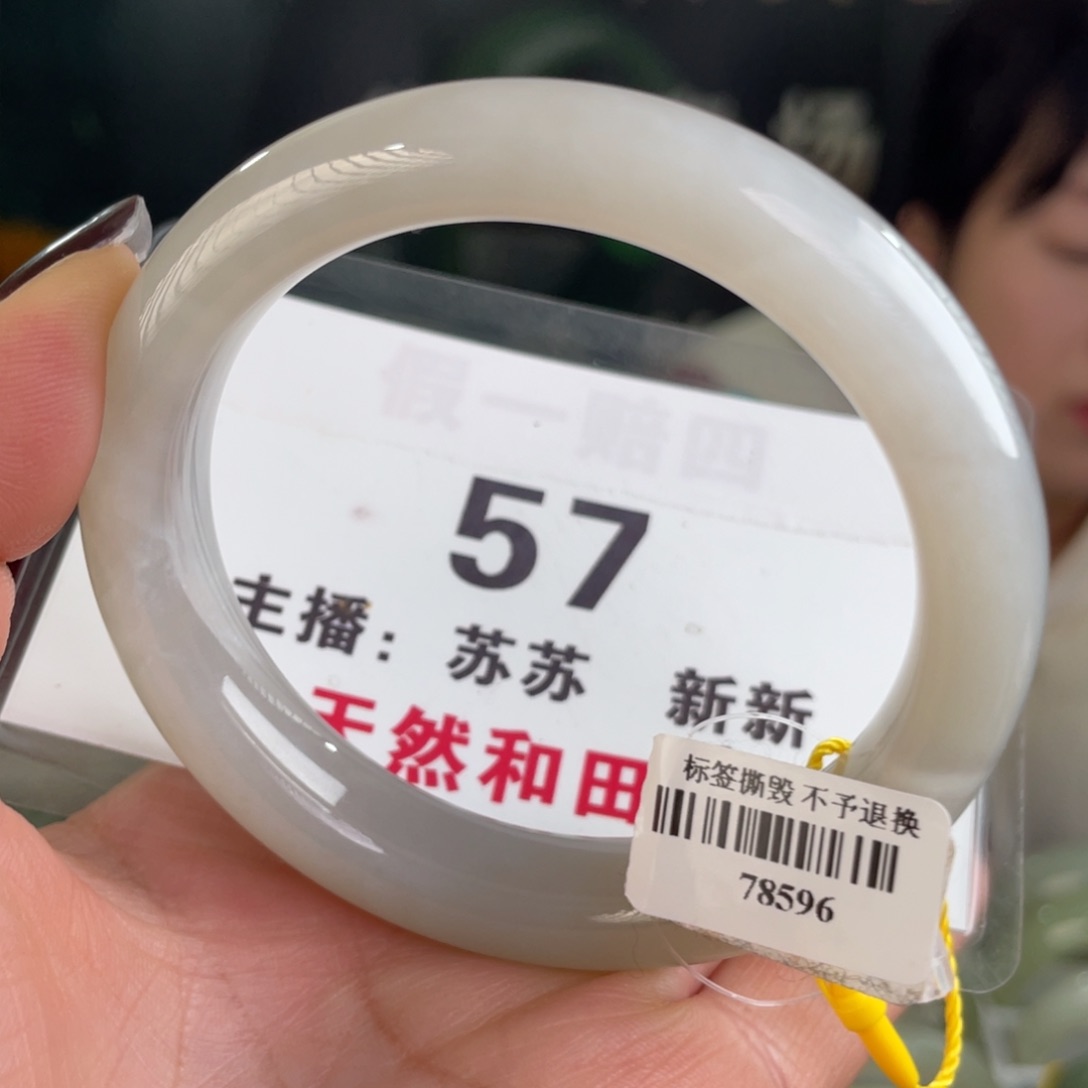 场
假一赔四
57
主播：苏苏 新新
天然和田
标签撕毁 不予退换
78596